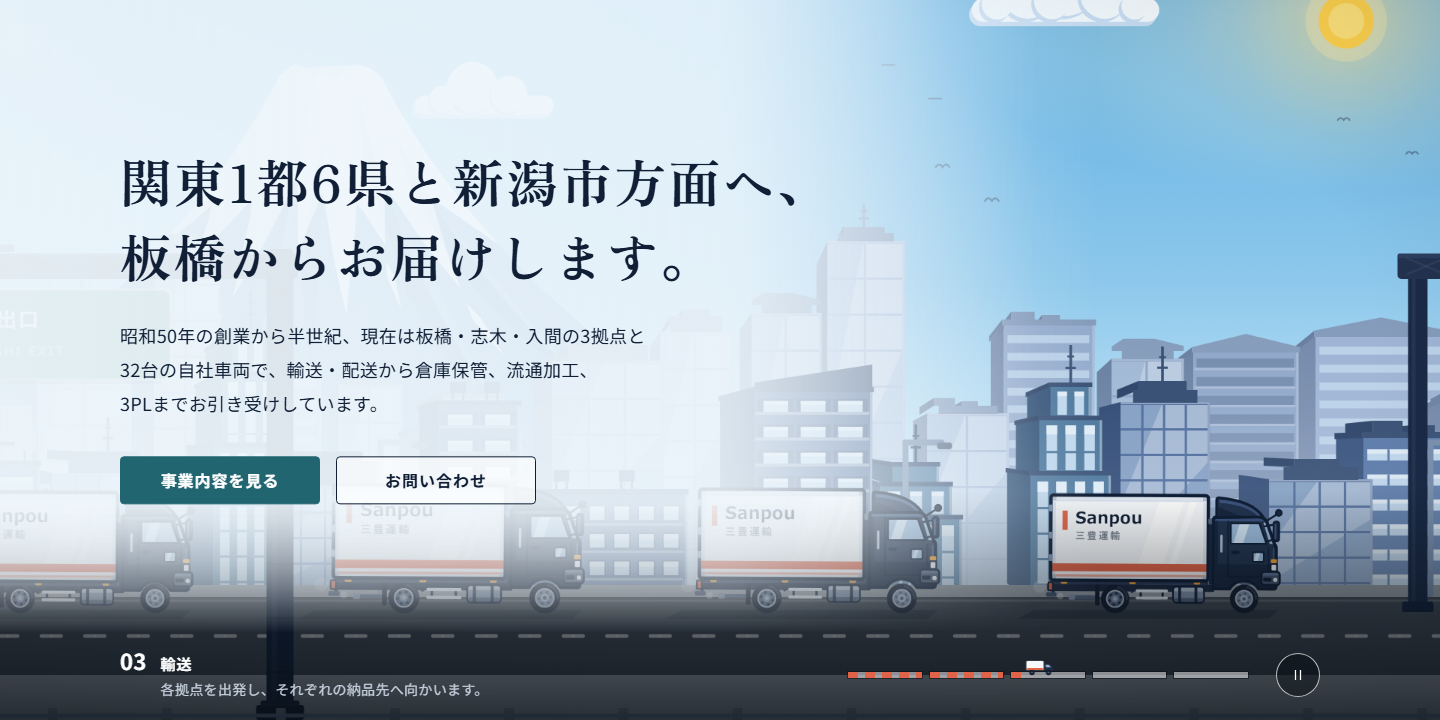 関東1都6県と新潟市方面へ、
板橋からお届けします。
出口
昭和50年の創業から半世紀、現在は板橋・志木・入間の3拠点と
32台の自社車両で、輸送・配送から倉庫保管、流通加工、
3PLまでお引き受けしています。
事業内容を見る
お問い合わせ
Sanpou
三豊運輸
Sanpou
三豊運輸
Sanpou
三豊運輸
03 輸送
各拠点を出発し、それぞれの納品先へ向かいます。